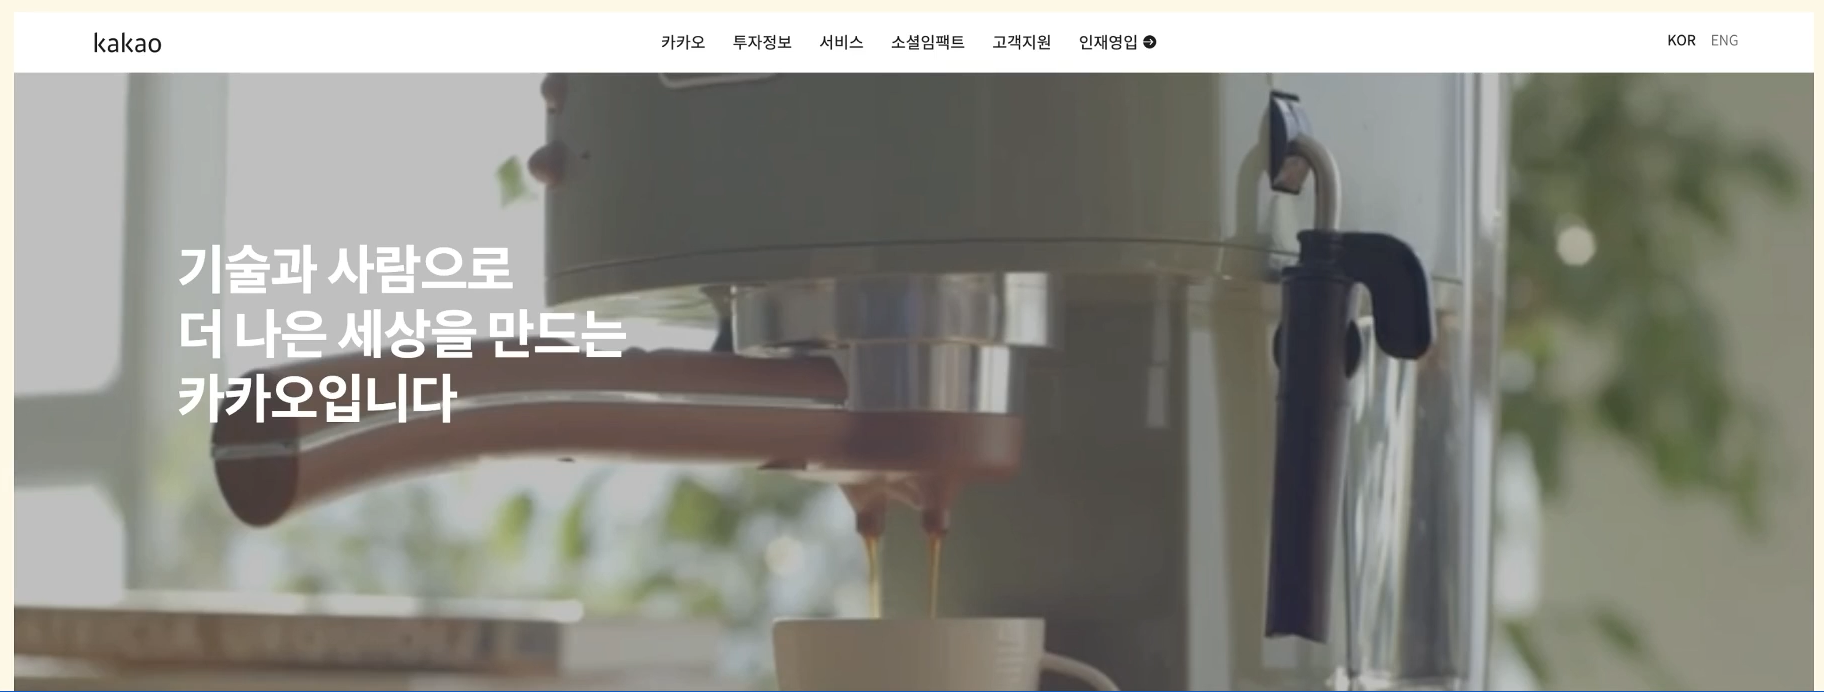 kakao
카카오 투자정보 서비스 소셜임팩트 고객지원 인재영입
KOR ENG
기술과 사람으로
더 나은 세상을 만드는
카카오입니다